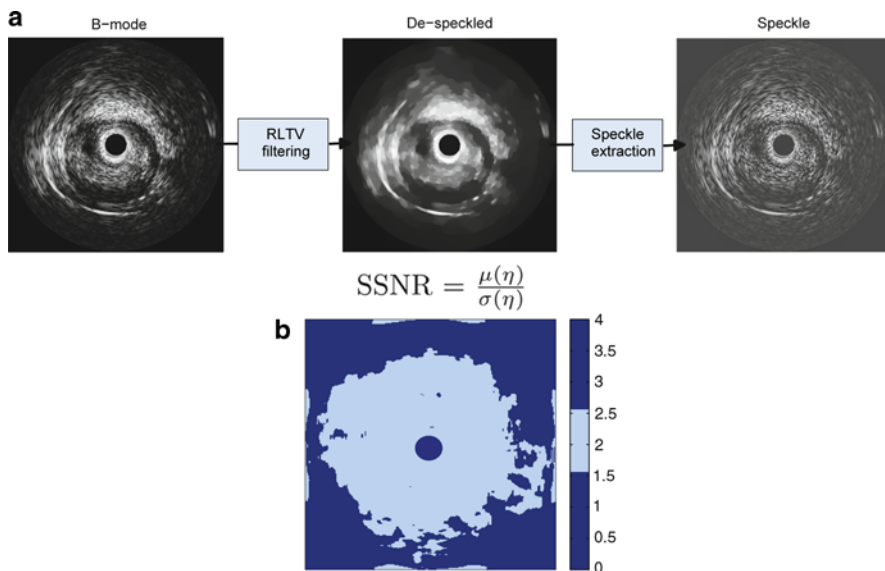 a
B−mode
De−speckled
Speckle
RLTV
filtering
Speckle
extraction
SSNR = μ(η)/σ(η)
b
4
3.5
3
2.5
2
1.5
1
0.5
0